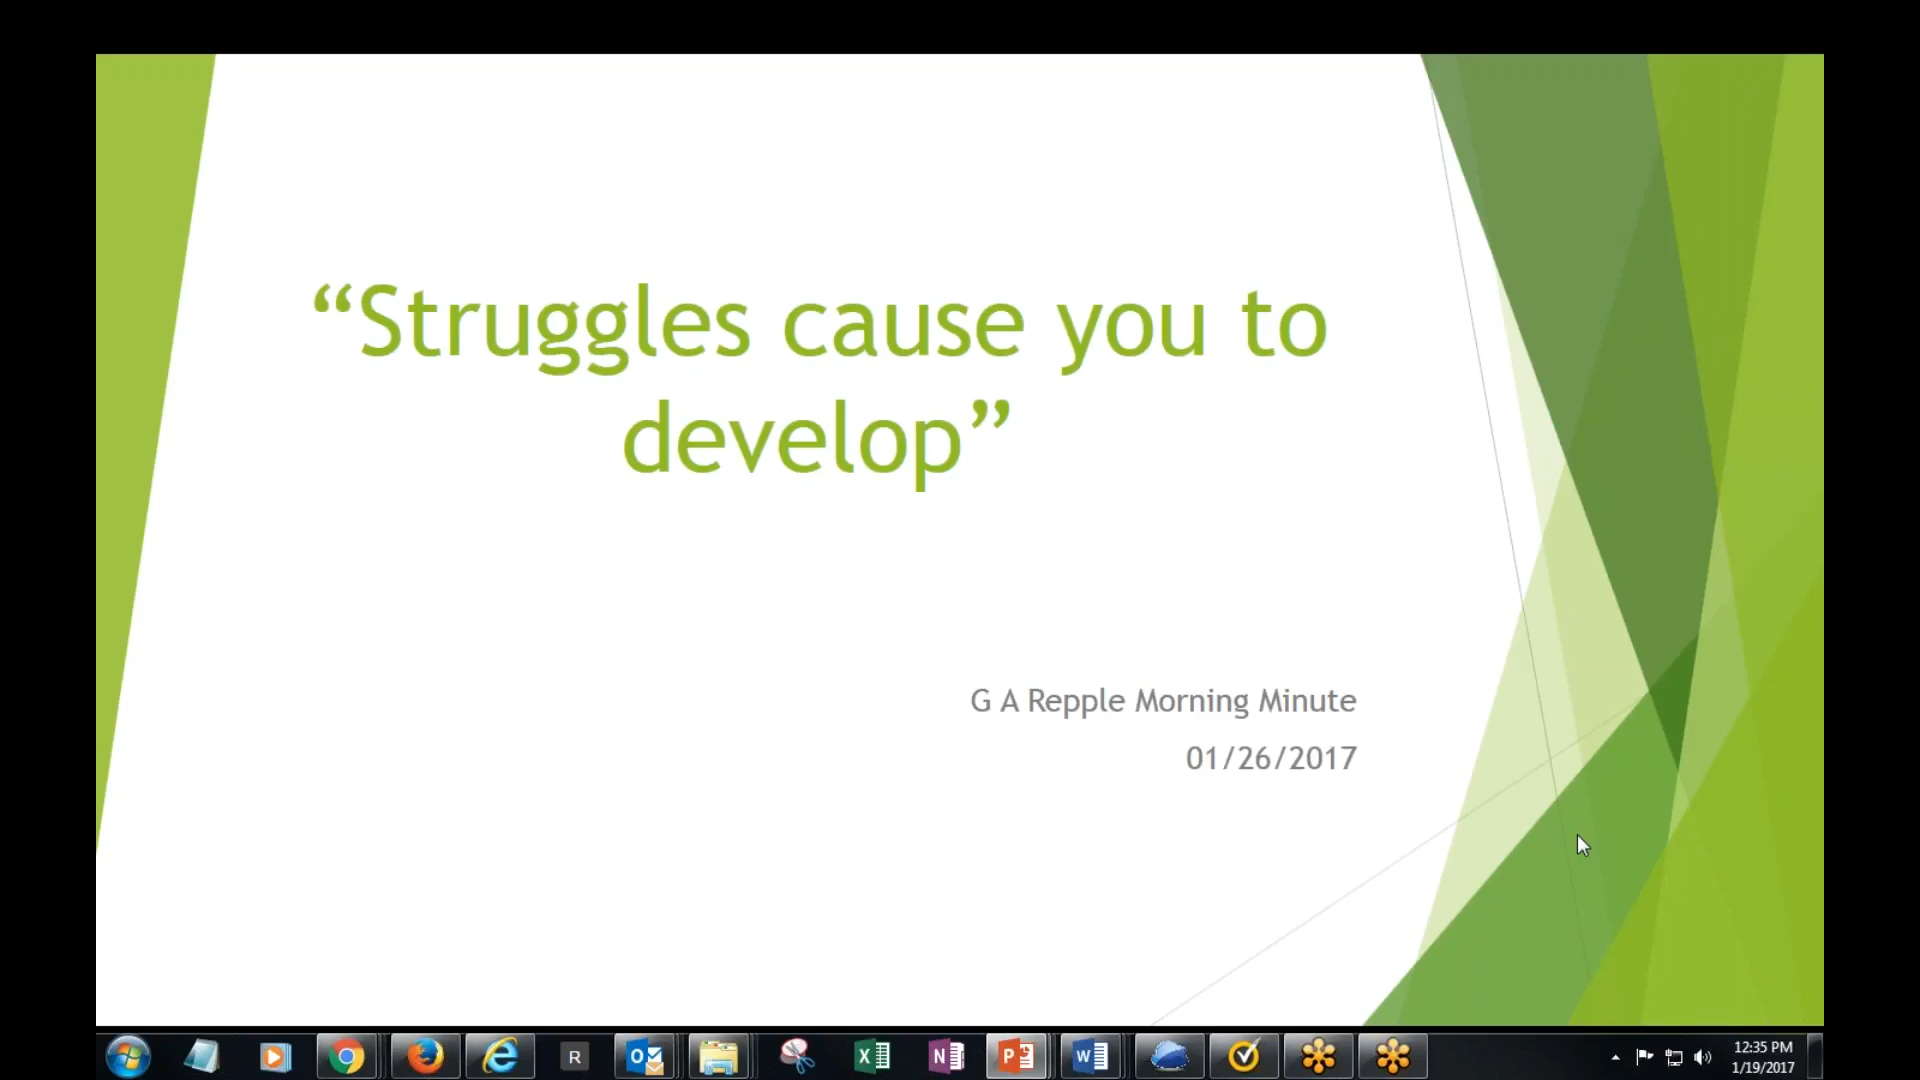 “Struggles cause you to
develop”
G A Repple Morning Minute
01/26/2017
R
12:35 PM
1/19/2017